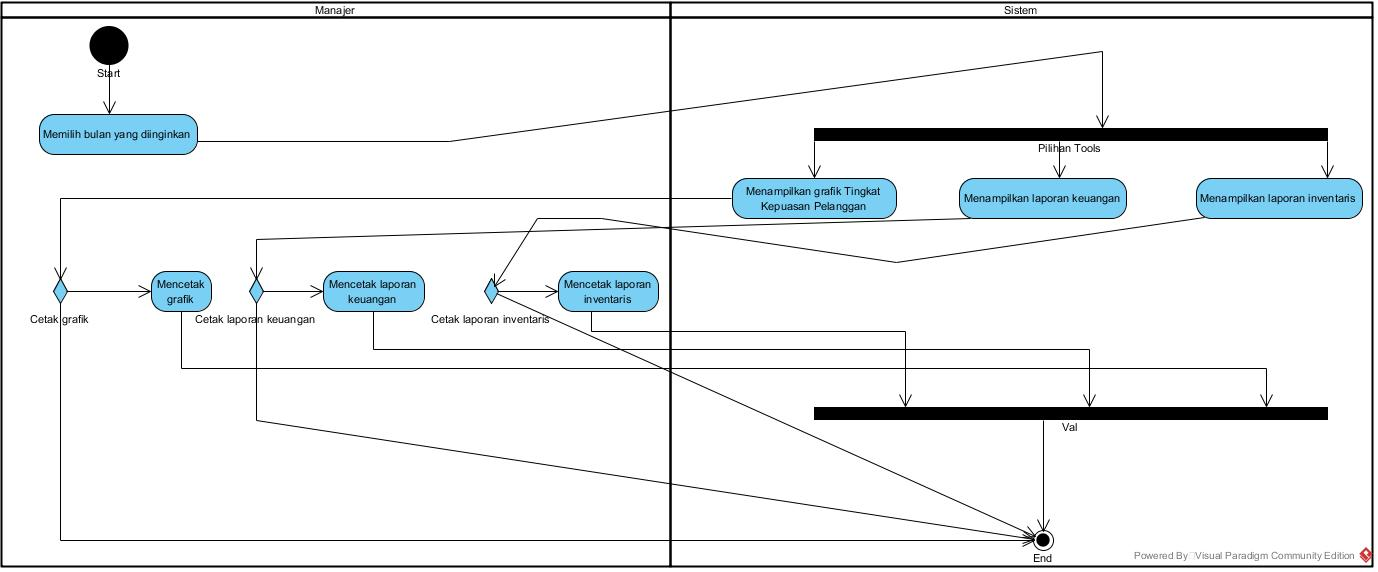 Manajer
Sistem
Start
Memilih bulan yang diinginkan
Pilihan Tools
Menampilkan grafik Tingkat
Kepuasan Pelanggan
Menampilkan laporan keuangan
Menampilkan laporan inventaris
Mencetak
grafik
Mencetak laporan
keuangan
Mencetak laporan
inventaris
Cetak grafik
Cetak laporan keuangan
Cetak laporan inventaris
Val
End
Powered By Visual Paradigm Community Edition